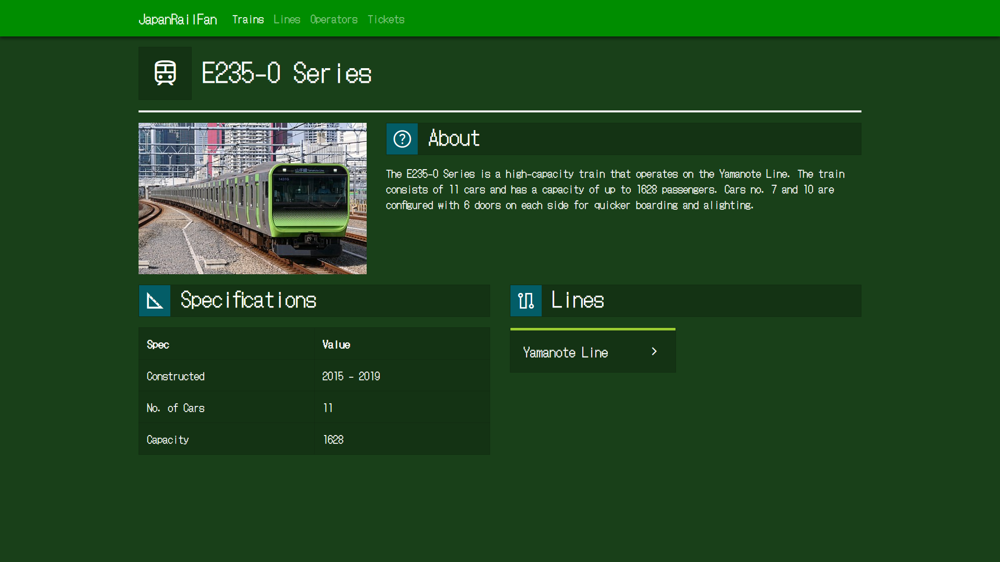 JapanRailFan Trains Lines Operators Tickets
E235-0 Series
山手線 Yamanote Line
1431G
About
The E235-0 Series is a high-capacity train that operates on the Yamanote Line. The train
consists of 11 cars and has a capacity of up to 1628 passengers. Cars no. 7 and 10 are
configured with 6 doors on each side for quicker boarding and alighting.
Specifications
Spec Value
Constructed 2015 - 2019
No. of Cars 11
Capacity 1628
Lines
Yamanote Line